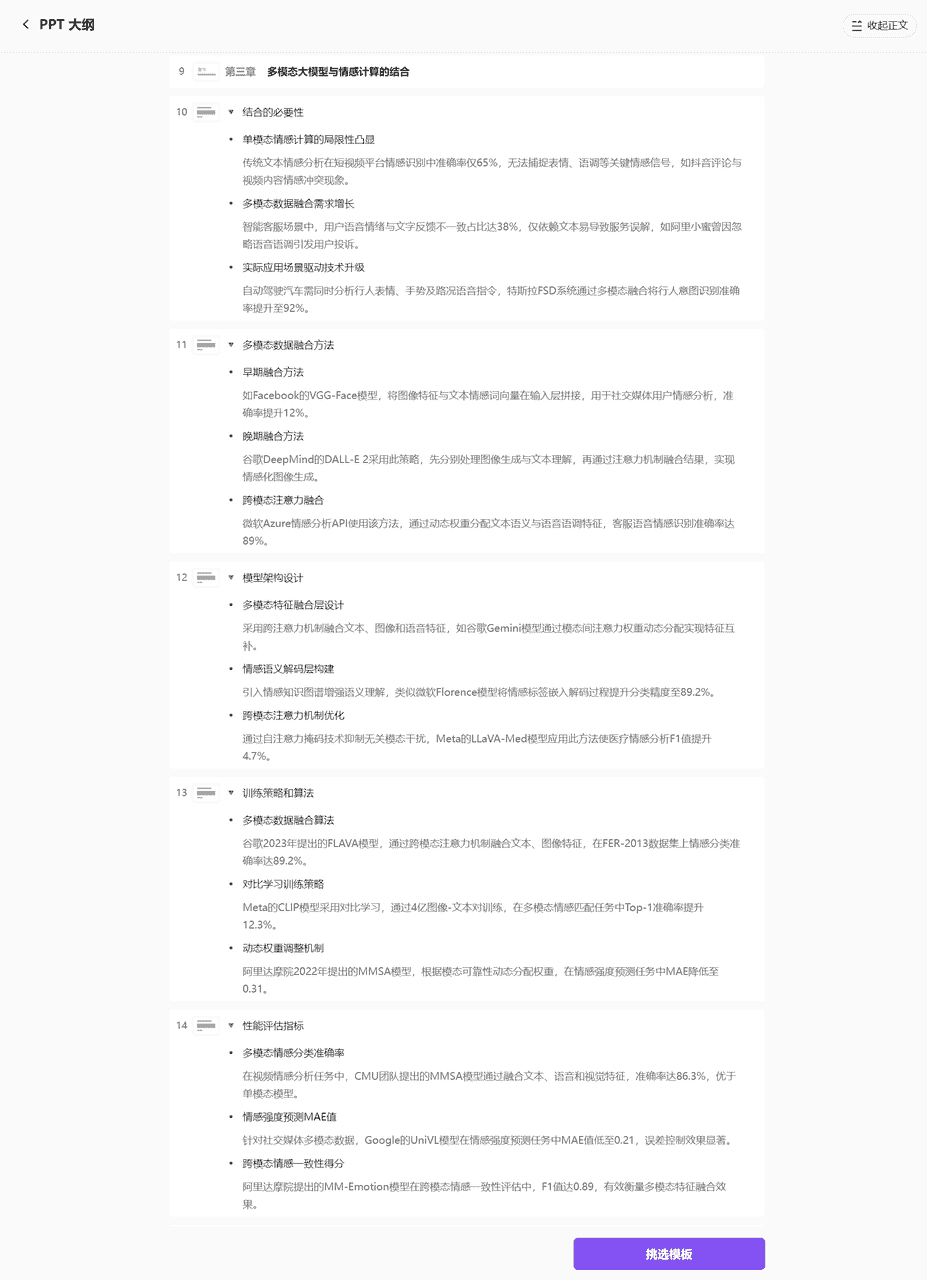 PPT 大纲
收起正文
9 第三章 多模态大模型与情感计算的结合
10 ▼ 结合的必要性
• 单模态情感计算的局限性凸显
传统文本情感分析在短视频平台情感识别中准确率仅65%，无法捕捉表情、语调等关键情感信号，如抖音评论与
视频内容情感冲突现象。
• 多模态数据融合需求增长
智能客服场景中，用户语音情绪与文字反馈不一致占比达38%，仅依赖文本易导致服务误解，如阿里小蜜曾因忽
略语音语调引发用户投诉。
• 实际应用场景驱动技术升级
自动驾驶汽车需同时分析行人表情、手势及路况语音指令，特斯拉FSD系统通过多模态融合将行人意图识别准确
率提升至92%。
11 ▼ 多模态数据融合方法
• 早期融合方法
如Facebook的VGG-Face模型，将图像特征与文本情感词向量在输入层拼接，用于社交媒体用户情感分析，准
确率提升12%。
• 晚期融合方法
谷歌DeepMind的DALL-E 2采用此策略，先分别处理图像生成与文本理解，再通过注意力机制融合结果，实现
情感化图像生成。
• 跨模态注意力融合
微软Azure情感分析API使用该方法，通过动态权重分配文本语义与语音语调特征，客服语音情感识别准确率达
89%。
12 ▼ 模型架构设计
• 多模态特征融合层设计
采用跨注意力机制融合文本、图像和语音特征，如谷歌Gemini模型通过模态间注意力权重动态分配实现特征互
补。
• 情感语义解码层构建
引入情感知识图谱增强语义理解，类似微软Florence模型将情感标签嵌入解码过程提升分类精度至89.2%。
• 跨模态注意力机制优化
通过自注意力掩码技术抑制无关模态干扰，Meta的LLaVA-Med模型应用此方法使医疗情感分析F1值提升
4.7%。
13 ▼ 训练策略和算法
• 多模态数据融合算法
谷歌2023年提出的FLAVA模型，通过跨模态注意力机制融合文本、图像特征，在FER-2013数据集上情感分类准
确率达89.2%。
• 对比学习训练策略
Meta的CLIP模型采用对比学习，通过4亿图像-文本对训练，在多模态情感匹配任务中Top-1准确率提升
12.3%。
• 动态权重调整机制
阿里达摩院2022年提出的MMSA模型，根据模态可靠性动态分配权重，在情感强度预测任务中MAE降低至
0.31。
14 ▼ 性能评估指标
• 多模态情感分类准确率
在视频情感分析任务中，CMU团队提出的MMSA模型通过融合文本、语音和视觉特征，准确率达86.3%，优于
单模态模型。
• 情感强度预测MAE值
针对社交媒体多模态数据，Google的UniVL模型在情感强度预测任务中MAE值低至0.21，误差控制效果显著。
• 跨模态情感一致性得分
阿里达摩院提出的MM-Emotion模型在跨模态情感一致性评估中，F1值达0.89，有效衡量多模态特征融合效
果。
挑选模板